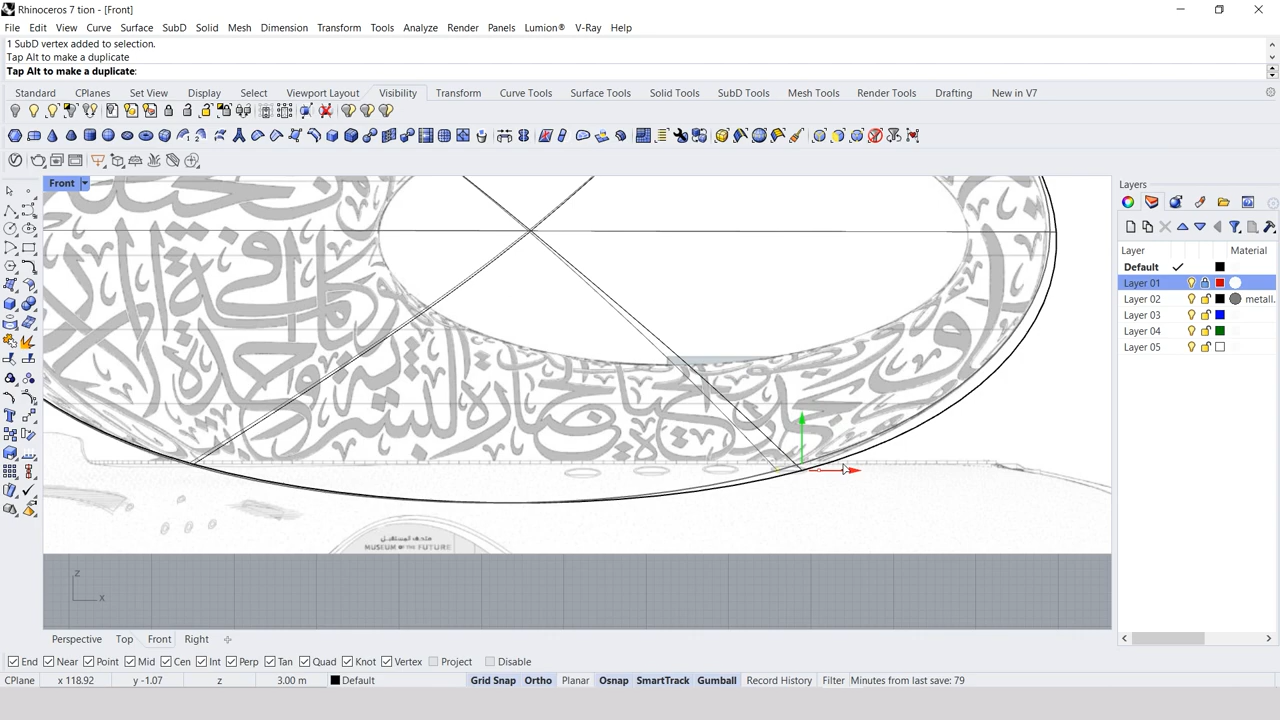 Rhinoceros 7 tion - [Front]
File Edit View Curve Surface Solid SubD Mesh Dimension Transform Tools Analyze Render Panels Lumion® V-Ray Help
1 SubD vertex added to selection.
Tap Alt to make a duplicate
Tap Alt to make a duplicate:
Standard CPlanes Set View Display Select Viewport Layout Visibility Transform Curve Tools Surface Tools Solid Tools SubD Tools Mesh Tools Render Tools Drafting New in V7
Front
Layers
Layer Material
Default
Layer 01
Layer 02 metall.
Layer 03
Layer 04
Layer 05
متحف المستقبل
MUSEUM OF THE FUTURE
z
x
Perspective Top Front Right
End Near Point Mid Cen Int Perp Tan Quad Knot Vertex Project Disable
CPlane x 118.92 y -1.07 z 3.00 m Default Grid Snap Ortho Planar Osnap SmartTrack Gumball Record History Filter Minutes from last save: 79